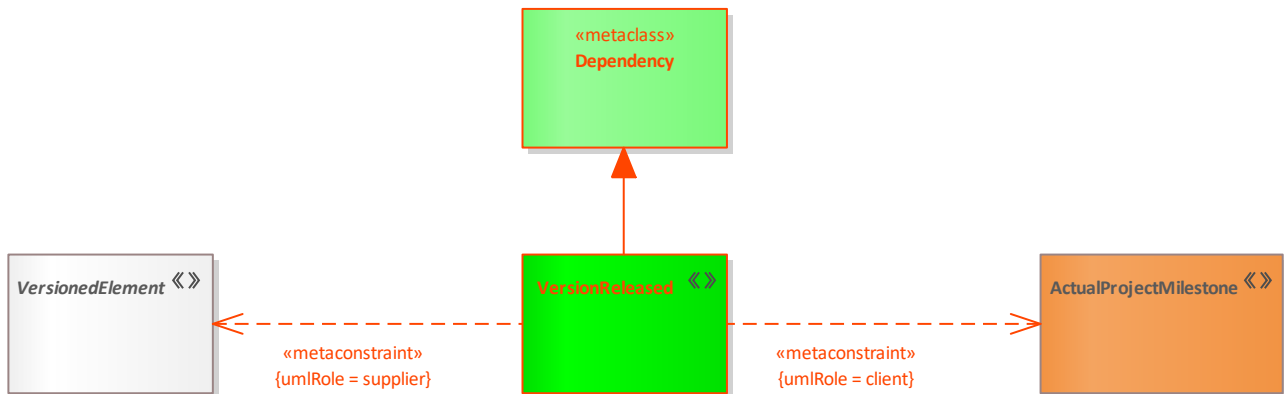 «metaclass»
Dependency
VersionedElement «»
VersionReleased «»
ActualProjectMilestone «»
«metaconstraint»
{umlRole = supplier}
«metaconstraint»
{umlRole = client}